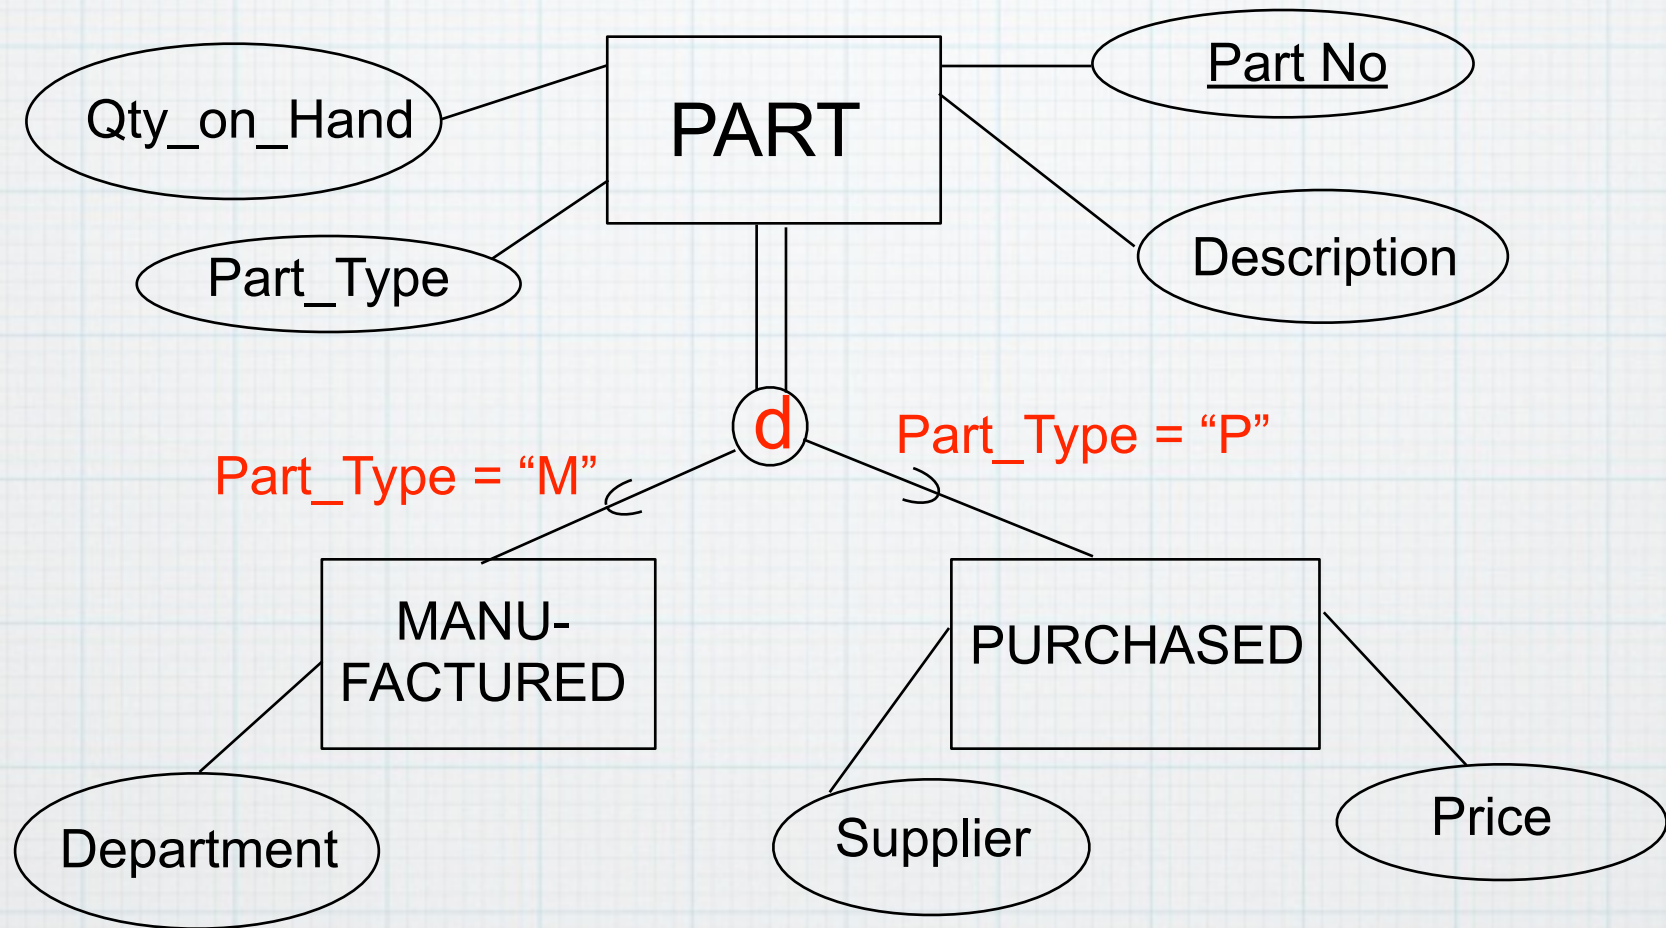 Part No
Qty_on_Hand
PART
Description
Part_Type
d
Part_Type = “P”
Part_Type = “M”
MANU-
FACTURED
PURCHASED
Department
Supplier
Price